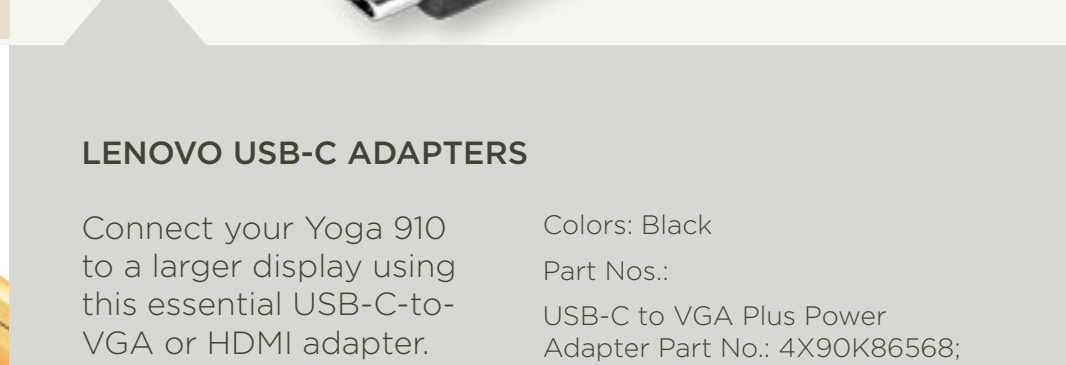 LENOVO USB-C ADAPTERS
Connect your Yoga 910
to a larger display using
this essential USB-C-to-
VGA or HDMI adapter.
Colors: Black
Part Nos.:
USB-C to VGA Plus Power
Adapter Part No.: 4X90K86568;